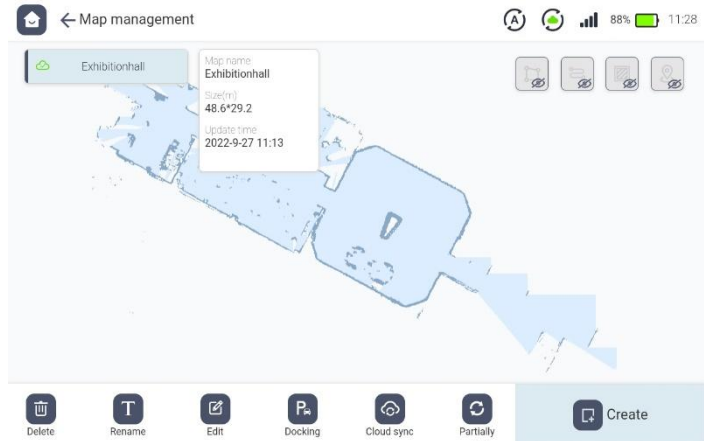 Map management
A
88%
11:28
Exhibitionhall
Map name
Exhibitionhall
Size(m)
48.6*29.2
Update time
2022-9-27 11:13
Delete
T
Rename
Edit
P
Docking
Cloud sync
Partially
Create